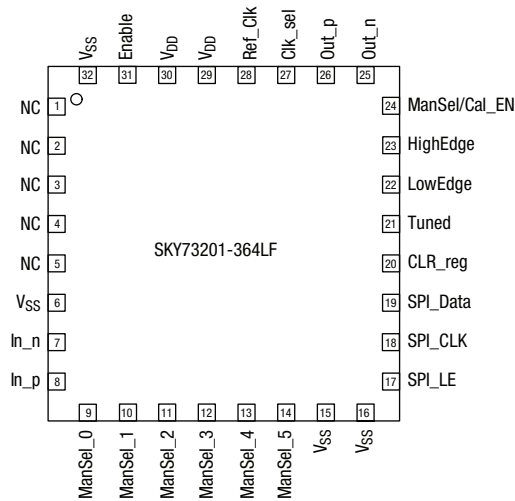 VSS
Enable
VDD
VDD
Ref_Clk
Clk_sel
Out_p
Out_n
32
31
30
29
28
27
26
25
NC 1
NC 2
NC 3
NC 4
NC 5
VSS 6
In_n 7
In_p 8
SKY73201-364LF
24 ManSel/Cal_EN
23 HighEdge
22 LowEdge
21 Tuned
20 CLR_reg
19 SPI_Data
18 SPI_CLK
17 SPI_LE
9
10
11
12
13
14
15
16
ManSel_0
ManSel_1
ManSel_2
ManSel_3
ManSel_4
ManSel_5
VSS
VSS